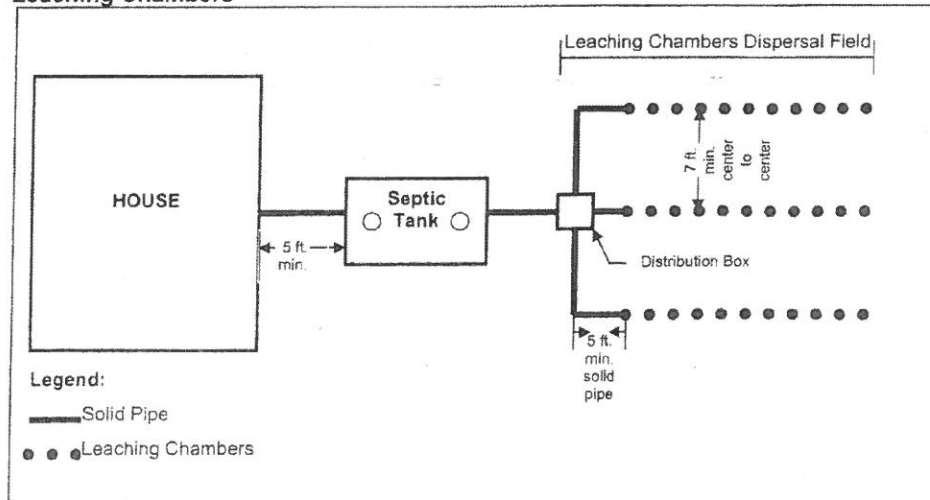 Leaching Chambers
Leaching Chambers Dispersal Field
HOUSE
Septic
Tank
5 ft.
min.
7 ft.
min.
center
to
center
Distribution Box
5 ft.
min.
solid
pipe
Legend:
Solid Pipe
Leaching Chambers